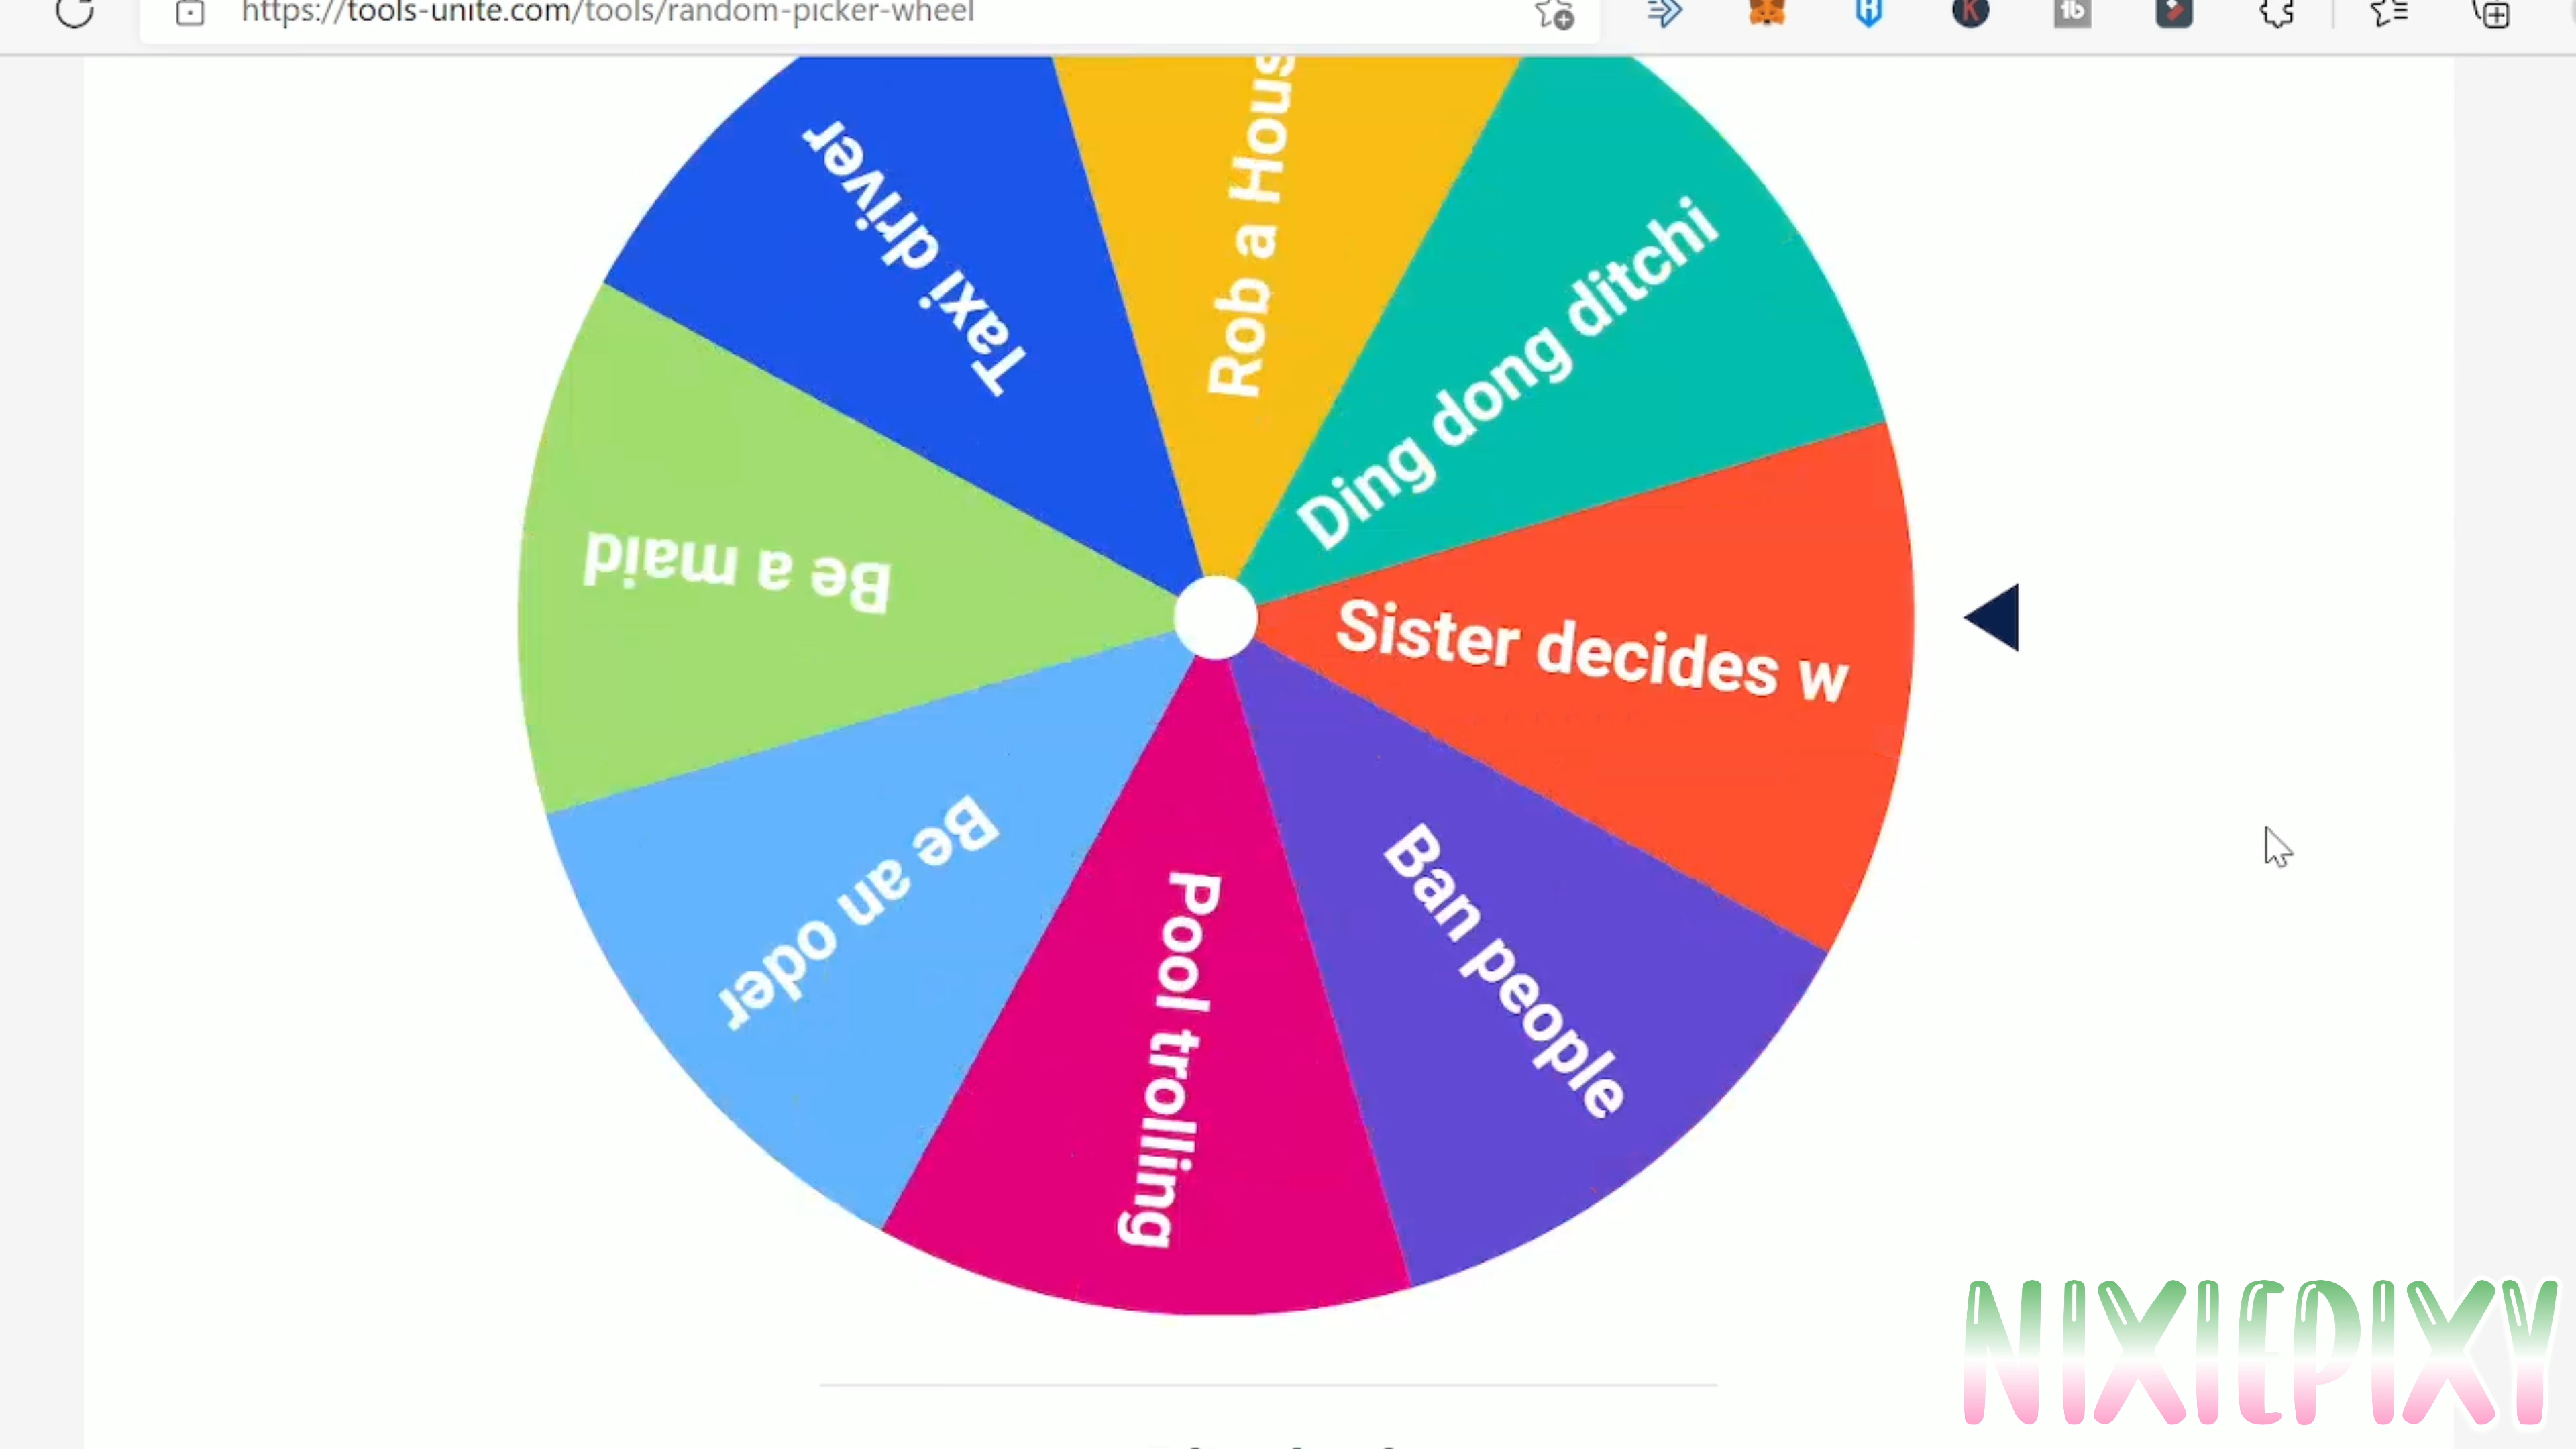 https://tools-unite.com/tools/random-picker-wheel
Taxi driver
Rob a Hous
Ding dong ditchi
Be a maid
Sister decides w
Be an oder
Pool trolling
Ban people
NIXIEPIXY